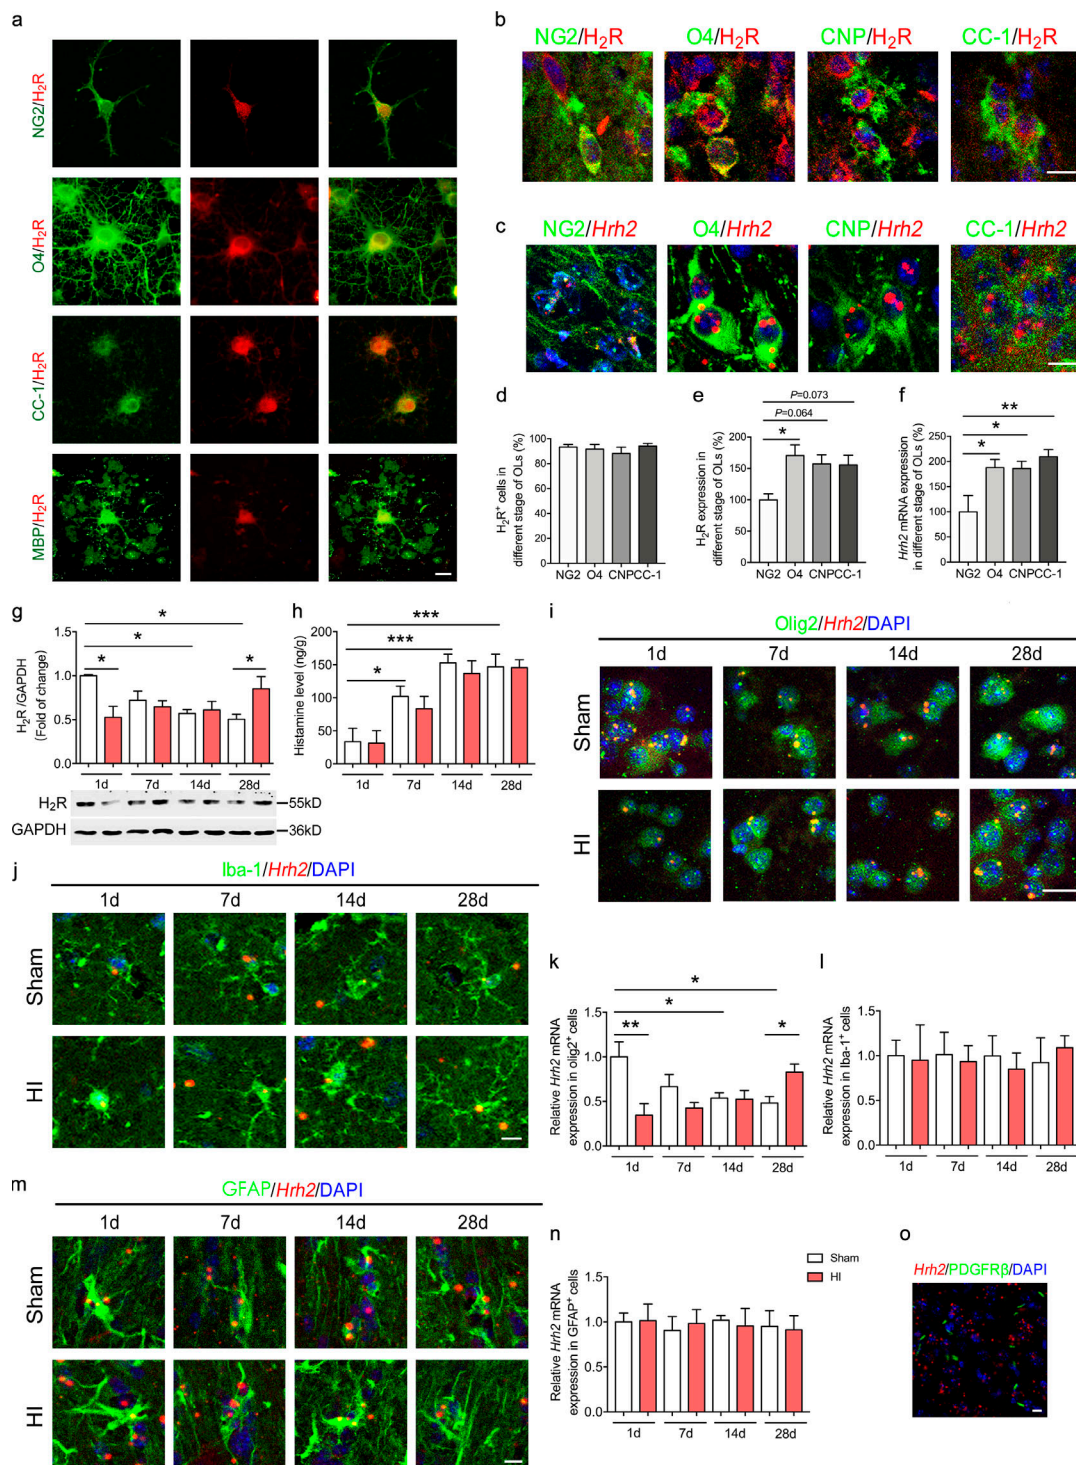 a
NG2/H₂R
O4/H₂R
CC-1/H₂R
MBP/H₂R
b
NG2/H₂R O4/H₂R CNP/H₂R CC-1/H₂R
c
NG2/Hrh2 O4/Hrh2 CNP/Hrh2 CC-1/Hrh2
d
H₂R⁺ cells in
different stage of OLs (%)
100
80
60
40
20
0
NG2 O4 CNPCC-1
e
H₂R expression in
different stage of OLs (%)
P=0.073
P=0.064
*
200
150
100
50
0
NG2 O4 CNPCC-1
f
Hrh2 mRNA expression
in different stage of OLs (%)
**
*
*
250
200
150
100
50
0
NG2 O4 CNPCC-1
g
H₂R /GAPDH
(Fold of change)
*
*
* *
1.5
1.0
0.5
0.0
1d 7d 14d 28d
H₂R 55kD
GAPDH 36kD
h
Histamine level (ng/g)
***
***
*
200
150
100
50
0
1d 7d 14d 28d
i
Olig2/Hrh2/DAPI
1d 7d 14d 28d
Sham
HI
j
Iba-1/Hrh2/DAPI
1d 7d 14d 28d
Sham
HI
k
Relative Hrh2 mRNA
expression in olig2⁺ cells
*
*
** *
1.5
1.0
0.5
0.0
1d 7d 14d 28d
l
Relative Hrh2 mRNA
expression in Iba-1⁺ cells
1.5
1.0
0.5
0.0
1d 7d 14d 28d
m
GFAP/Hrh2/DAPI
1d 7d 14d 28d
Sham
HI
n
Relative Hrh2 mRNA
expression in GFAP⁺ cells
Sham
HI
1.5
1.0
0.5
0.0
1d 7d 14d 28d
o
Hrh2/PDGFRβ/DAPI